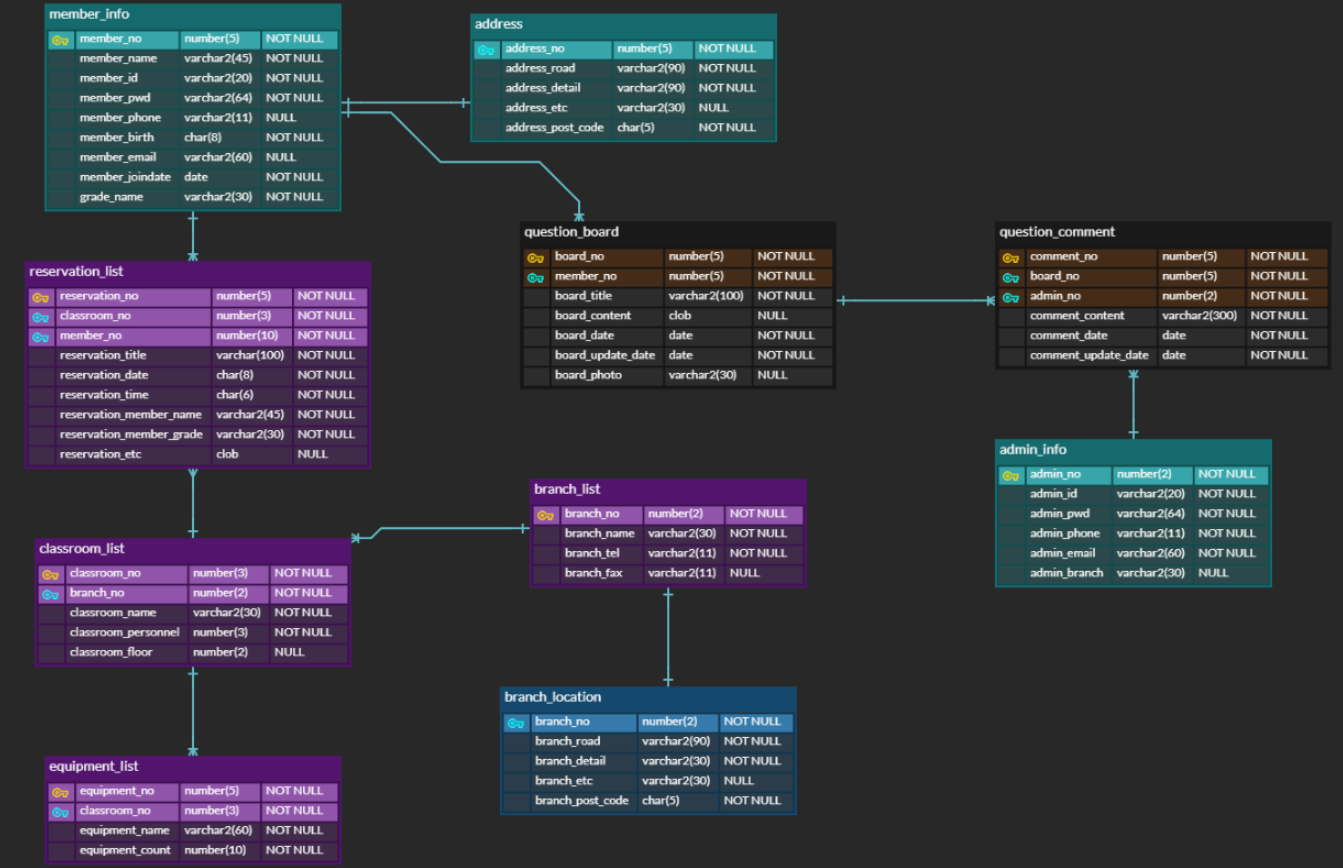 member_info
member_no number(5) NOT NULL
member_name varchar2(45) NOT NULL
member_id varchar2(20) NOT NULL
member_pwd varchar2(64) NOT NULL
member_phone varchar2(11) NULL
member_birth char(8) NOT NULL
member_email varchar2(60) NULL
member_joindate date NOT NULL
grade_name varchar2(30) NOT NULL
address
address_no number(5) NOT NULL
address_road varchar2(90) NOT NULL
address_detail varchar2(90) NOT NULL
address_etc varchar2(30) NULL
address_post_code char(5) NOT NULL
question_board
board_no number(5) NOT NULL
member_no number(5) NOT NULL
board_title varchar2(100) NOT NULL
board_content clob NULL
board_date date NOT NULL
board_update_date date NOT NULL
board_photo varchar2(30) NULL
question_comment
comment_no number(5) NOT NULL
board_no number(5) NOT NULL
admin_no number(2) NOT NULL
comment_content varchar2(300) NOT NULL
comment_date date NOT NULL
comment_update_date date NOT NULL
reservation_list
reservation_no number(5) NOT NULL
classroom_no number(3) NOT NULL
member_no number(10) NOT NULL
reservation_title varchar(100) NOT NULL
reservation_date char(8) NOT NULL
reservation_time char(6) NOT NULL
reservation_member_name varchar2(45) NOT NULL
reservation_member_grade varchar2(30) NOT NULL
reservation_etc clob NULL
admin_info
admin_no number(2) NOT NULL
admin_id varchar2(20) NOT NULL
admin_pwd varchar2(64) NOT NULL
admin_phone varchar2(11) NOT NULL
admin_email varchar2(60) NOT NULL
admin_branch varchar2(30) NULL
branch_list
branch_no number(2) NOT NULL
branch_name varchar2(30) NOT NULL
branch_tel varchar2(11) NOT NULL
branch_fax varchar2(11) NULL
classroom_list
classroom_no number(3) NOT NULL
branch_no number(2) NOT NULL
classroom_name varchar2(30) NOT NULL
classroom_personnel number(3) NOT NULL
classroom_floor number(2) NULL
branch_location
branch_no number(2) NOT NULL
branch_road varchar2(90) NOT NULL
branch_detail varchar2(30) NOT NULL
branch_etc varchar2(30) NULL
branch_post_code char(5) NOT NULL
equipment_list
equipment_no number(5) NOT NULL
classroom_no number(3) NOT NULL
equipment_name varchar2(60) NOT NULL
equipment_count number(10) NOT NULL